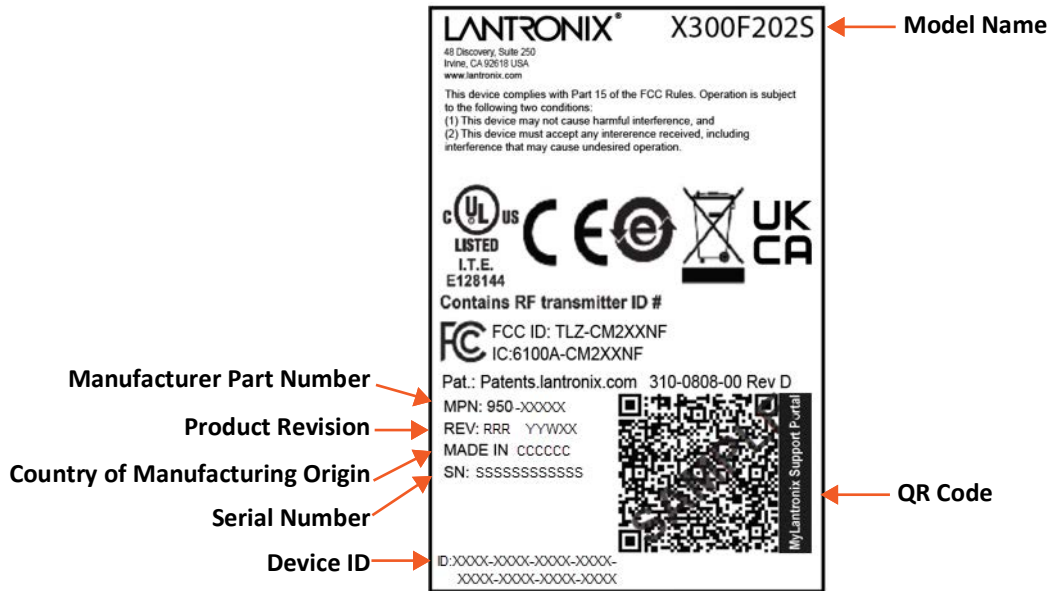 LANTRONIX® X300F202S
Model Name
48 Discovery, Suite 250
Irvine, CA 92618 USA
www.lantronix.com
This device complies with Part 15 of the FCC Rules. Operation is subject
to the following two conditions:
(1) This device may not cause harmful interference, and
(2) This device must accept any intererence received, including
interference that may cause undesired operation.
C UL US
LISTED
I.T.E.
E128144
CE e UK
CA
Contains RF transmitter ID #
FC FCC ID: TLZ-CM2XXNF
IC:6100A-CM2XXNF
Pat.: Patents.lantronix.com 310-0808-00 Rev D
Manufacturer Part Number
MPN: 950-XXXXX
Product Revision
REV: RRR YYWXX
Country of Manufacturing Origin
MADE IN CCCCCC
Serial Number
SN: SSSSSSSSSSSS
SAMPLE
MyLantronix Support Portal
QR Code
Device ID
ID:XXXX-XXXX-XXXX-XXXX-
XXXX-XXXX-XXXX-XXXX